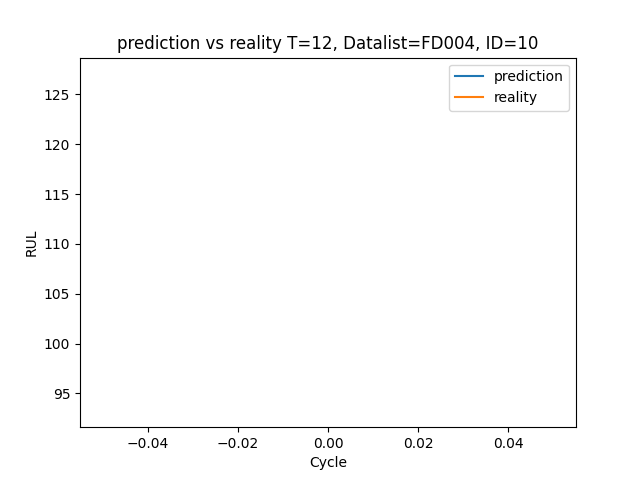 prediction vs reality T=12, Datalist=FD004, ID=10
prediction
reality
125
120
115
110
105
100
95
RUL
−0.04 −0.02 0.00 0.02 0.04
Cycle